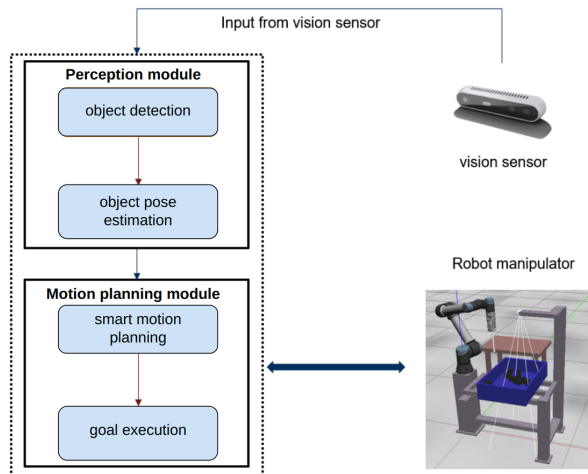 Input from vision sensor
Perception module
object detection
object pose
estimation
vision sensor
Motion planning module
smart motion
planning
goal execution
Robot manipulator